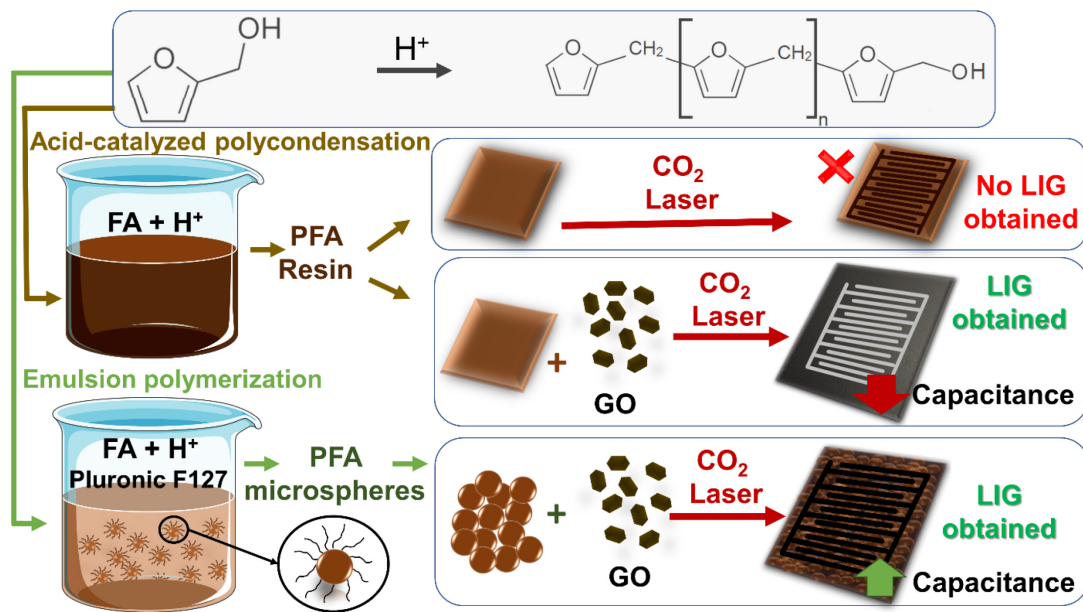 OH
O
H⁺
O
CH₂
O
CH₂
O
OH
n
Acid-catalyzed polycondensation
FA + H⁺
PFA
Resin
CO₂
Laser
No LIG
obtained
CO₂
Laser
LIG
obtained
+
GO
Capacitance
Emulsion polymerization
FA + H⁺
Pluronic F127
PFA
microspheres
CO₂
Laser
LIG
obtained
+
GO
Capacitance